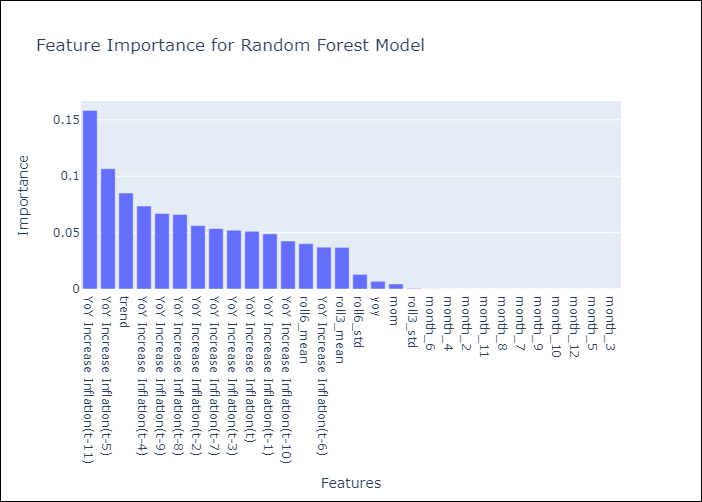 Feature Importance for Random Forest Model
Importance
0.15
0.1
0.05
0
YoY Increase Inflation(t-11)
YoY Increase Inflation(t-5)
trend
YoY Increase Inflation(t-4)
YoY Increase Inflation(t-9)
YoY Increase Inflation(t-8)
YoY Increase Inflation(t-2)
YoY Increase Inflation(t-7)
YoY Increase Inflation(t-3)
YoY Increase Inflation(t)
YoY Increase Inflation(t-1)
YoY Increase Inflation(t-10)
roll6_mean
YoY Increase Inflation(t-6)
roll3_mean
roll6_std
yoy
mom
roll3_std
month_6
month_4
month_2
month_11
month_8
month_7
month_9
month_10
month_12
month_5
month_3
Features